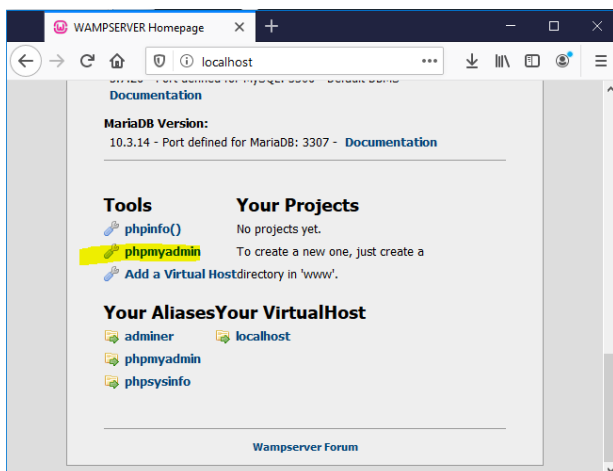 WAMPSERVER Homepage
localhost
Documentation
MariaDB Version:
10.3.14 - Port defined for MariaDB: 3307 - Documentation
Tools
phpinfo()
phpmyadmin
Add a Virtual Host
Your Projects
No projects yet.
To create a new one, just create a
directory in 'www'.
Your Aliases
adminer
phpmyadmin
phpsysinfo
Your VirtualHost
localhost
Wampserver Forum